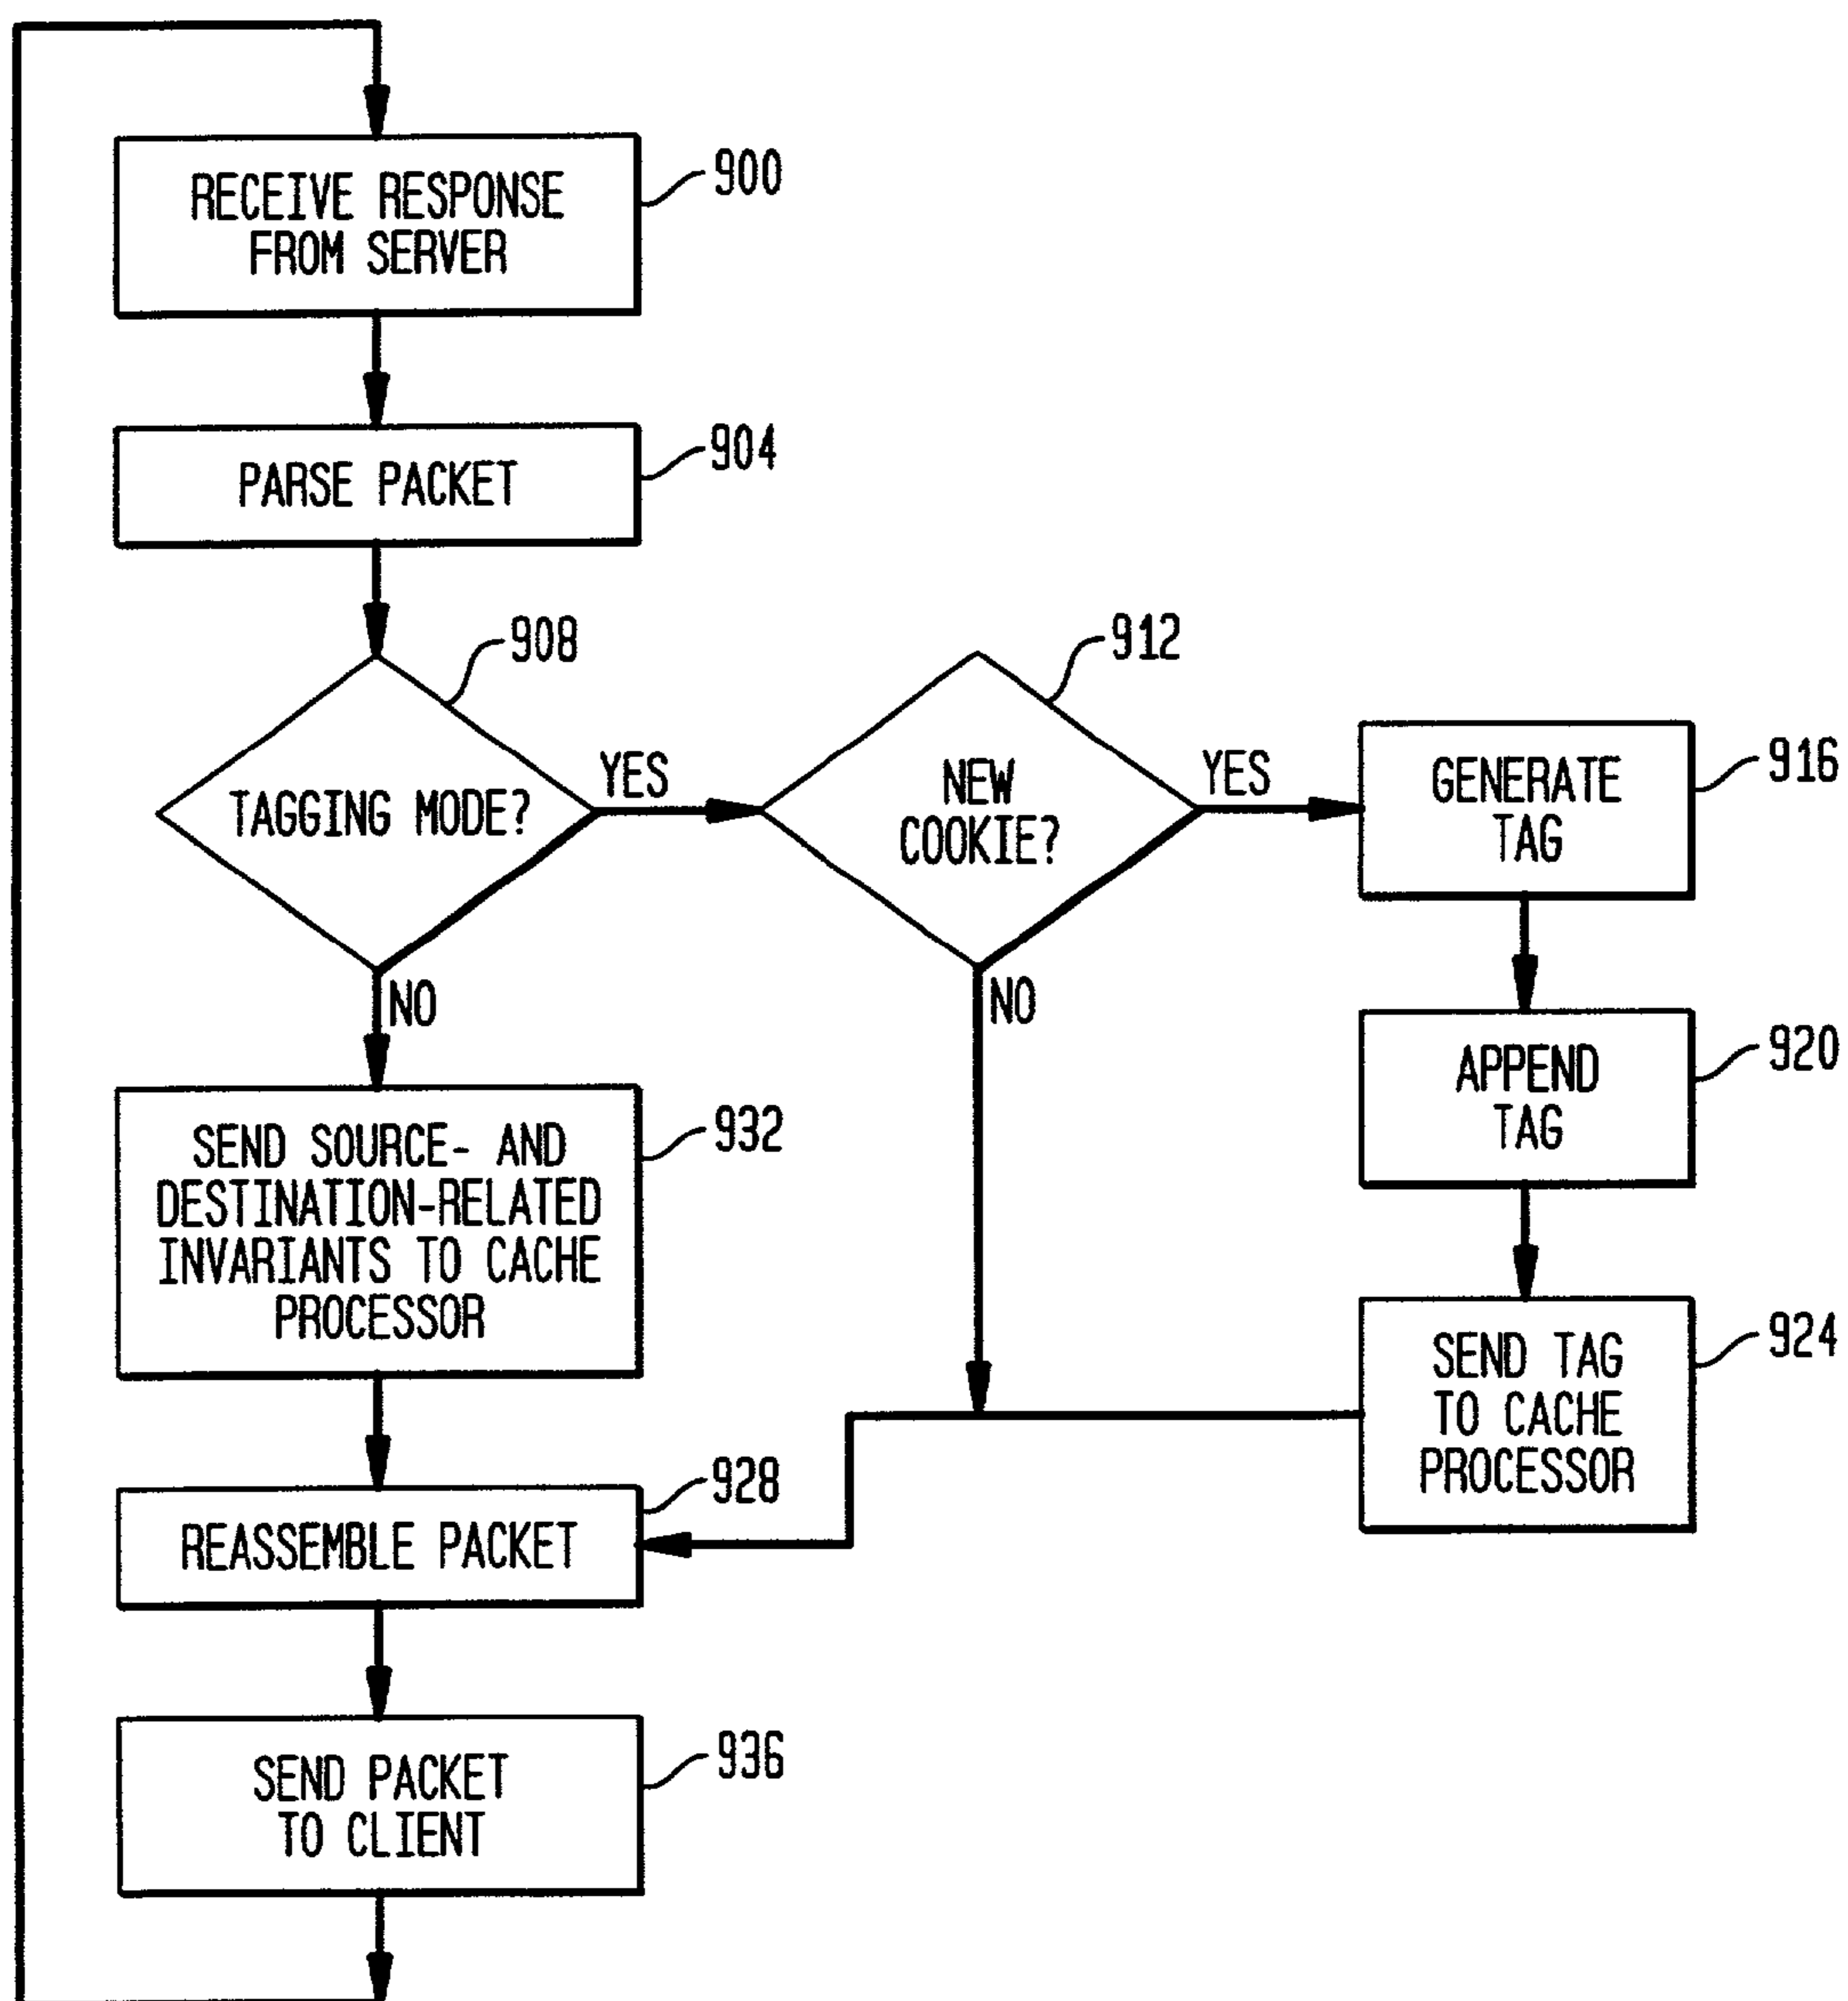 RECEIVE RESPONSE
FROM SERVER
900
PARSE PACKET
904
908
TAGGING MODE?
YES
NO
912
NEW
COOKIE?
YES
NO
GENERATE
TAG
916
APPEND
TAG
920
SEND TAG
TO CACHE
PROCESSOR
924
SEND SOURCE- AND
DESTINATION-RELATED
INVARIANTS TO CACHE
PROCESSOR
932
REASSEMBLE PACKET
928
SEND PACKET
TO CLIENT
936